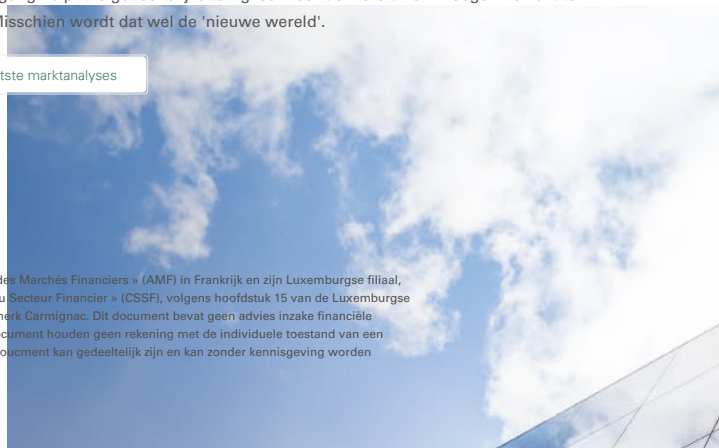 Misschien wordt dat wel de 'nieuwe wereld'.
tste marktanalyses
des Marchés Financiers » (AMF) in Frankrijk en zijn Luxemburgse filiaal,
u Secteur Financier » (CSSF), volgens hoofdstuk 15 van de Luxemburgse
merk Carmignac. Dit document bevat geen advies inzake financiële
cument houden geen rekening met de individuele toestand van een
oucment kan gedeeltelijk zijn en kan zonder kennisgeving worden